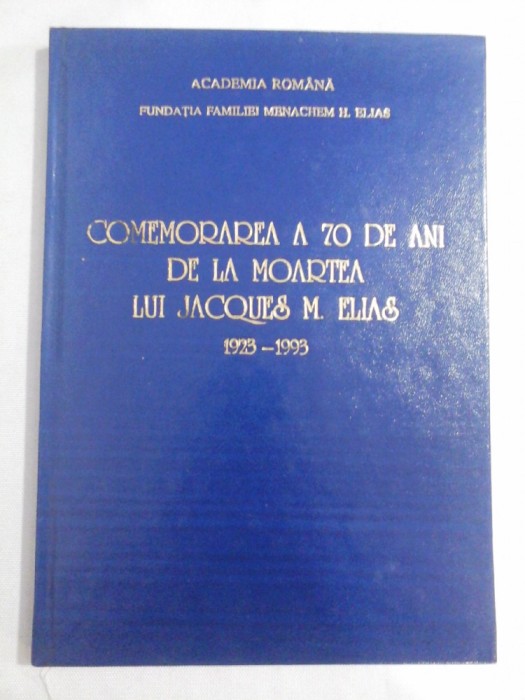 ACADEMIA ROMÂNĂ
FUNDAȚIA FAMILIEI MENACHEM H. ELIAS
COMEMORAREA A 70 DE ANI
DE LA MOARTEA
LUI JACQUES M. ELIAS
1923 – 1993